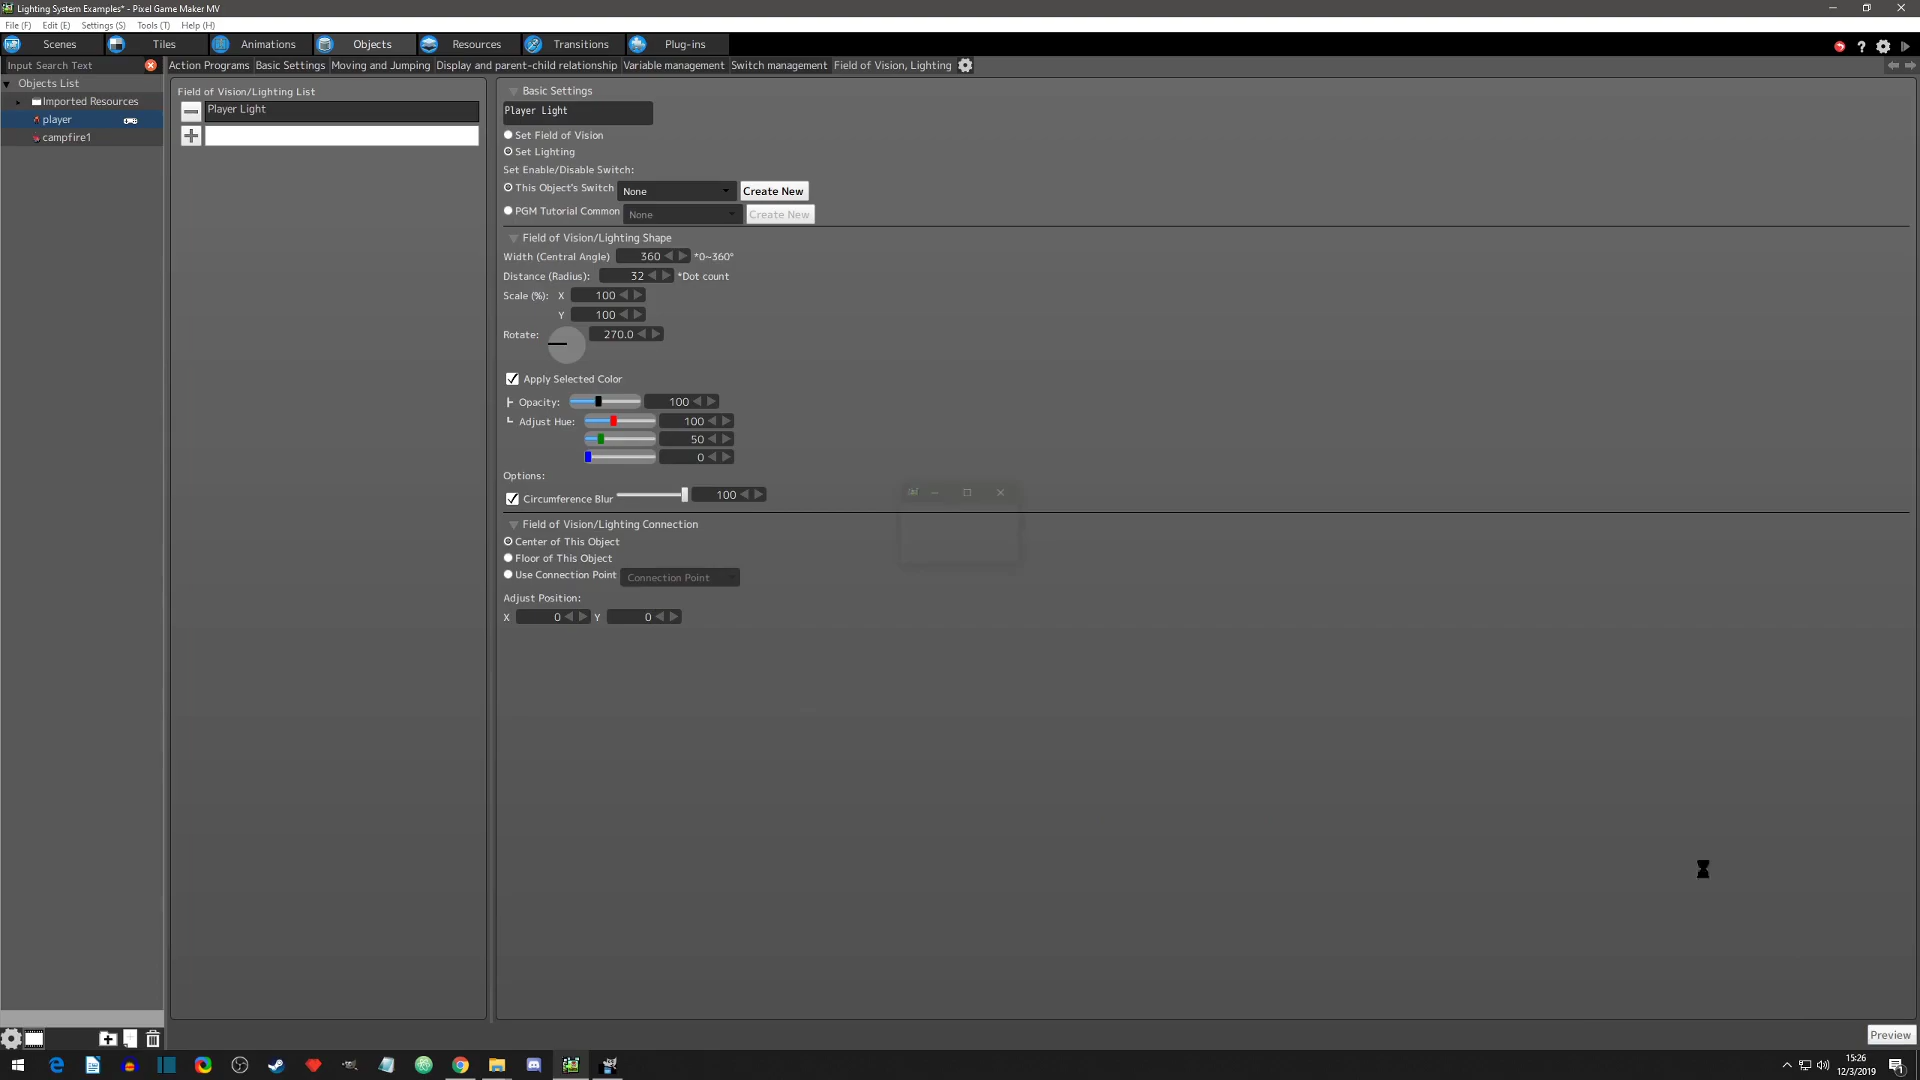 Lighting System Examples* - Pixel Game Maker MV
File (F) Edit (E) Settings (S) Tools (T) Help (H)
Scenes Tiles Animations Objects Resources Transitions Plug-ins
Input Search Text Action Programs Basic Settings Moving and Jumping Display and parent-child relationship Variable management Switch management Field of Vision, Lighting
Objects List
Imported Resources
player
campfire1
Field of Vision/Lighting List
Player Light
Basic Settings
Player Light
Set Field of Vision
Set Lighting
Set Enable/Disable Switch:
This Object's Switch None Create New
PGM Tutorial Common None Create New
Field of Vision/Lighting Shape
Width (Central Angle) 360 *0~360°
Distance (Radius): 32 *Dot count
Scale (%): X 100
Y 100
Rotate: 270.0
Apply Selected Color
Opacity: 100
Adjust Hue: 100
50
0
Options:
Circumference Blur 100
Field of Vision/Lighting Connection
Center of This Object
Floor of This Object
Use Connection Point Connection Point
Adjust Position:
X 0 Y 0
Preview
15:26
12/3/2019